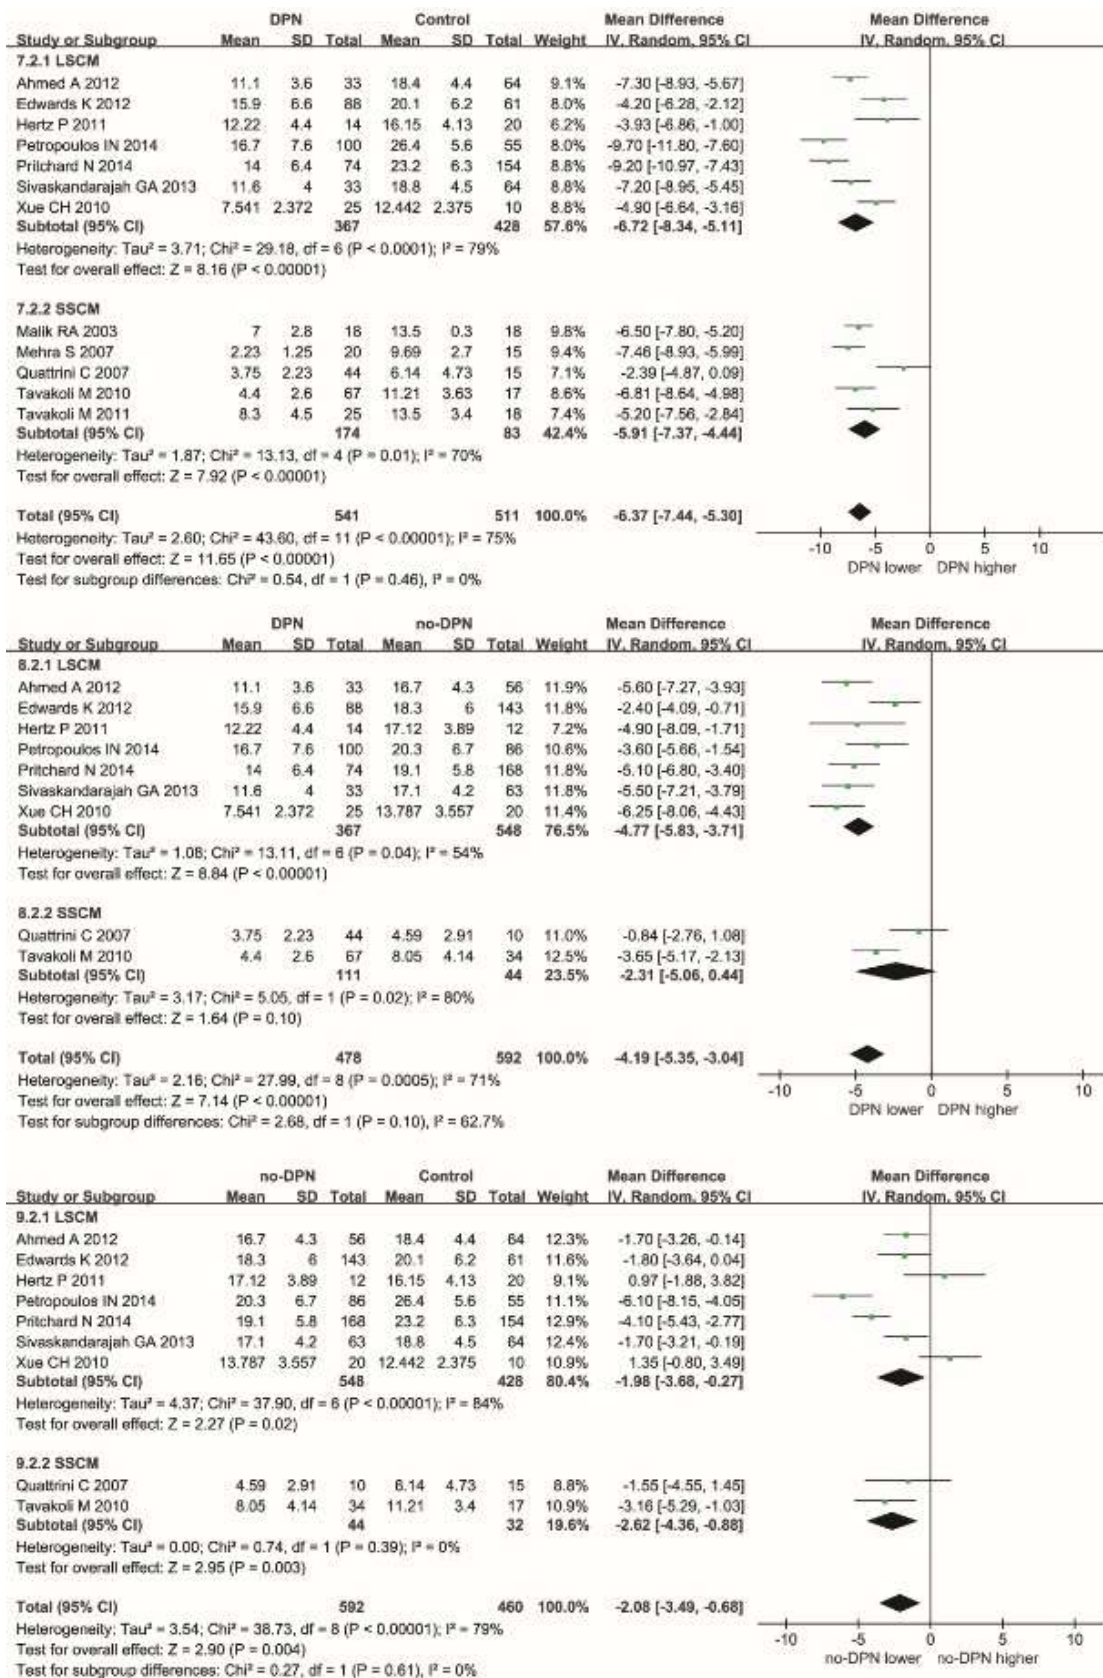 DPN Control Mean Difference Mean Difference
Study or Subgroup Mean SD Total Mean SD Total Weight IV, Random, 95% CI IV, Random, 95% CI
7.2.1 LSCM
Ahmed A 2012 11.1 3.6 33 18.4 4.4 64 9.1% -7.30 [-8.93, -5.67]
Edwards K 2012 15.9 6.6 88 20.1 6.2 61 8.0% -4.20 [-6.28, -2.12]
Hertz P 2011 12.22 4.4 14 16.15 4.13 20 6.2% -3.93 [-6.86, -1.00]
Petropoulos IN 2014 16.7 7.6 100 26.4 5.6 55 8.0% -9.70 [-11.80, -7.60]
Pritchard N 2014 14 6.4 74 23.2 6.3 154 8.8% -9.20 [-10.97, -7.43]
Sivaskandarajah GA 2013 11.6 4 33 18.8 4.5 64 8.8% -7.20 [-8.95, -5.45]
Xue CH 2010 7.541 2.372 25 12.442 2.375 10 8.8% -4.90 [-6.64, -3.16]
Subtotal (95% CI) 367 428 57.6% -6.72 [-8.34, -5.11]
Heterogeneity: Tau² = 3.71; Chi² = 29.18, df = 6 (P < 0.0001); I² = 79%
Test for overall effect: Z = 8.16 (P < 0.00001)
7.2.2 SSCM
Malik RA 2003 7 2.8 18 13.5 0.3 18 9.8% -6.50 [-7.80, -5.20]
Mehra S 2007 2.23 1.25 20 9.69 2.7 15 9.4% -7.46 [-8.93, -5.99]
Quattrini C 2007 3.75 2.23 44 6.14 4.73 15 7.1% -2.39 [-4.87, 0.09]
Tavakoli M 2010 4.4 2.6 67 11.21 3.63 17 8.6% -6.81 [-8.64, -4.98]
Tavakoli M 2011 8.3 4.5 25 13.5 3.4 18 7.4% -5.20 [-7.56, -2.84]
Subtotal (95% CI) 174 83 42.4% -5.91 [-7.37, -4.44]
Heterogeneity: Tau² = 1.87; Chi² = 13.13, df = 4 (P = 0.01); I² = 70%
Test for overall effect: Z = 7.92 (P < 0.00001)
Total (95% CI) 541 511 100.0% -6.37 [-7.44, -5.30]
Heterogeneity: Tau² = 2.60; Chi² = 43.60, df = 11 (P < 0.00001); I² = 75%
Test for overall effect: Z = 11.65 (P < 0.00001)
Test for subgroup differences: Chi² = 0.54, df = 1 (P = 0.46), I² = 0%
-10 -5 0 5 10
DPN lower DPN higher
DPN no-DPN Mean Difference Mean Difference
Study or Subgroup Mean SD Total Mean SD Total Weight IV, Random, 95% CI IV, Random, 95% CI
8.2.1 LSCM
Ahmed A 2012 11.1 3.6 33 16.7 4.3 56 11.9% -5.60 [-7.27, -3.93]
Edwards K 2012 15.9 6.6 88 18.3 6 143 11.8% -2.40 [-4.09, -0.71]
Hertz P 2011 12.22 4.4 14 17.12 3.89 12 7.2% -4.90 [-8.09, -1.71]
Petropoulos IN 2014 16.7 7.6 100 20.3 6.7 86 10.6% -3.60 [-5.66, -1.54]
Pritchard N 2014 14 6.4 74 19.1 5.8 168 11.8% -5.10 [-6.80, -3.40]
Sivaskandarajah GA 2013 11.6 4 33 17.1 4.2 63 11.8% -5.50 [-7.21, -3.79]
Xue CH 2010 7.541 2.372 25 13.787 3.557 20 11.4% -6.25 [-8.06, -4.43]
Subtotal (95% CI) 367 548 76.5% -4.77 [-5.83, -3.71]
Heterogeneity: Tau² = 1.08; Chi² = 13.11, df = 6 (P = 0.04); I² = 54%
Test for overall effect: Z = 8.84 (P < 0.00001)
8.2.2 SSCM
Quattrini C 2007 3.75 2.23 44 4.59 2.91 10 11.0% -0.84 [-2.76, 1.08]
Tavakoli M 2010 4.4 2.6 67 8.05 4.14 34 12.5% -3.65 [-5.17, -2.13]
Subtotal (95% CI) 111 44 23.5% -2.31 [-5.06, 0.44]
Heterogeneity: Tau² = 3.17; Chi² = 5.05, df = 1 (P = 0.02); I² = 80%
Test for overall effect: Z = 1.64 (P = 0.10)
Total (95% CI) 478 592 100.0% -4.19 [-5.35, -3.04]
Heterogeneity: Tau² = 2.16; Chi² = 27.99, df = 8 (P = 0.0005); I² = 71%
Test for overall effect: Z = 7.14 (P < 0.00001)
Test for subgroup differences: Chi² = 2.68, df = 1 (P = 0.10), I² = 62.7%
-10 -5 0 5 10
DPN lower DPN higher
no-DPN Control Mean Difference Mean Difference
Study or Subgroup Mean SD Total Mean SD Total Weight IV, Random, 95% CI IV, Random, 95% CI
9.2.1 LSCM
Ahmed A 2012 16.7 4.3 56 18.4 4.4 64 12.3% -1.70 [-3.26, -0.14]
Edwards K 2012 18.3 6 143 20.1 6.2 61 11.6% -1.80 [-3.64, 0.04]
Hertz P 2011 17.12 3.89 12 16.15 4.13 20 9.1% 0.97 [-1.88, 3.82]
Petropoulos IN 2014 20.3 6.7 86 26.4 5.6 55 11.1% -6.10 [-8.15, -4.05]
Pritchard N 2014 19.1 5.8 168 23.2 6.3 154 12.9% -4.10 [-5.43, -2.77]
Sivaskandarajah GA 2013 17.1 4.2 63 18.8 4.5 64 12.4% -1.70 [-3.21, -0.19]
Xue CH 2010 13.787 3.557 20 12.442 2.375 10 10.9% 1.35 [-0.80, 3.49]
Subtotal (95% CI) 548 428 80.4% -1.98 [-3.68, -0.27]
Heterogeneity: Tau² = 4.37; Chi² = 37.90, df = 6 (P < 0.00001); I² = 84%
Test for overall effect: Z = 2.27 (P = 0.02)
9.2.2 SSCM
Quattrini C 2007 4.59 2.91 10 6.14 4.73 15 8.8% -1.55 [-4.55, 1.45]
Tavakoli M 2010 8.05 4.14 34 11.21 3.4 17 10.9% -3.16 [-5.29, -1.03]
Subtotal (95% CI) 44 32 19.6% -2.62 [-4.36, -0.88]
Heterogeneity: Tau² = 0.00; Chi² = 0.74, df = 1 (P = 0.39); I² = 0%
Test for overall effect: Z = 2.95 (P = 0.003)
Total (95% CI) 592 460 100.0% -2.08 [-3.49, -0.68]
Heterogeneity: Tau² = 3.54; Chi² = 38.73, df = 8 (P < 0.00001); I² = 79%
Test for overall effect: Z = 2.90 (P = 0.004)
Test for subgroup differences: Chi² = 0.27, df = 1 (P = 0.61), I² = 0%
-10 -5 0 5 10
no-DPN lower no-DPN higher